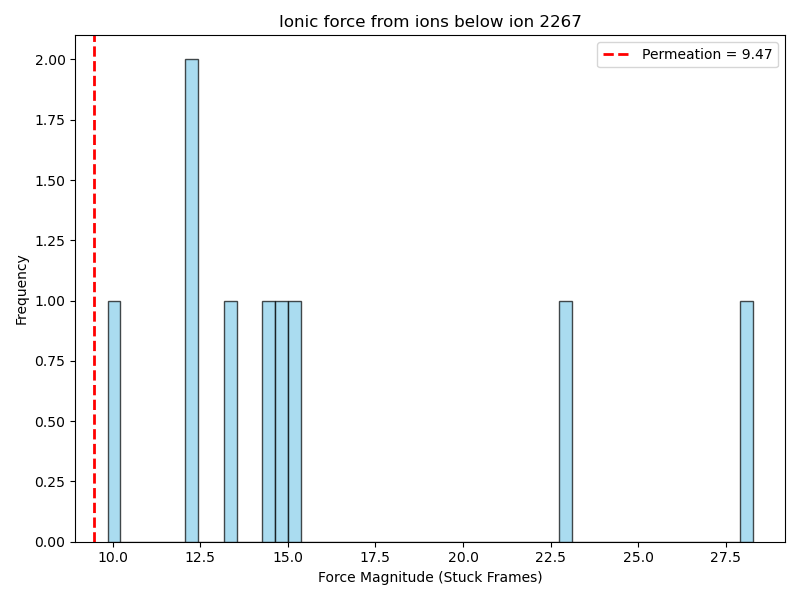 Ionic force from ions below ion 2267
Permeation = 9.47
2.00
1.75
1.50
1.25
1.00
0.75
0.50
0.25
0.00
Frequency
10.0 12.5 15.0 17.5 20.0 22.5 25.0 27.5
Force Magnitude (Stuck Frames)